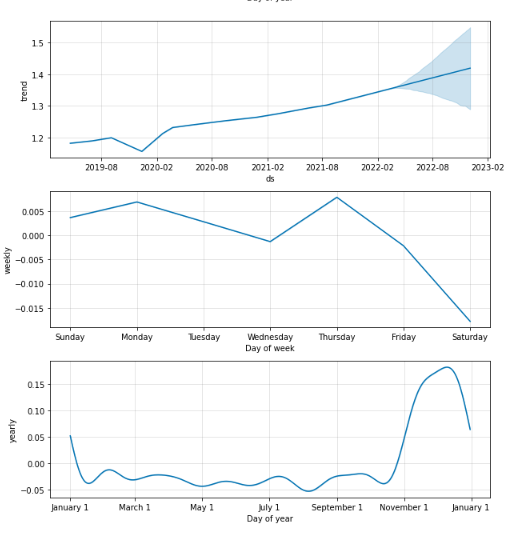 Day of year
1.5
1.4
1.3
1.2
trend
2019-08 2020-02 2020-08 2021-02 2021-08 2022-02 2022-08 2023-02
ds
0.005
0.000
−0.005
−0.010
−0.015
weekly
Sunday Monday Tuesday Wednesday Thursday Friday Saturday
Day of week
0.15
0.10
0.05
0.00
−0.05
yearly
January 1 March 1 May 1 July 1 September 1 November 1 January 1
Day of year